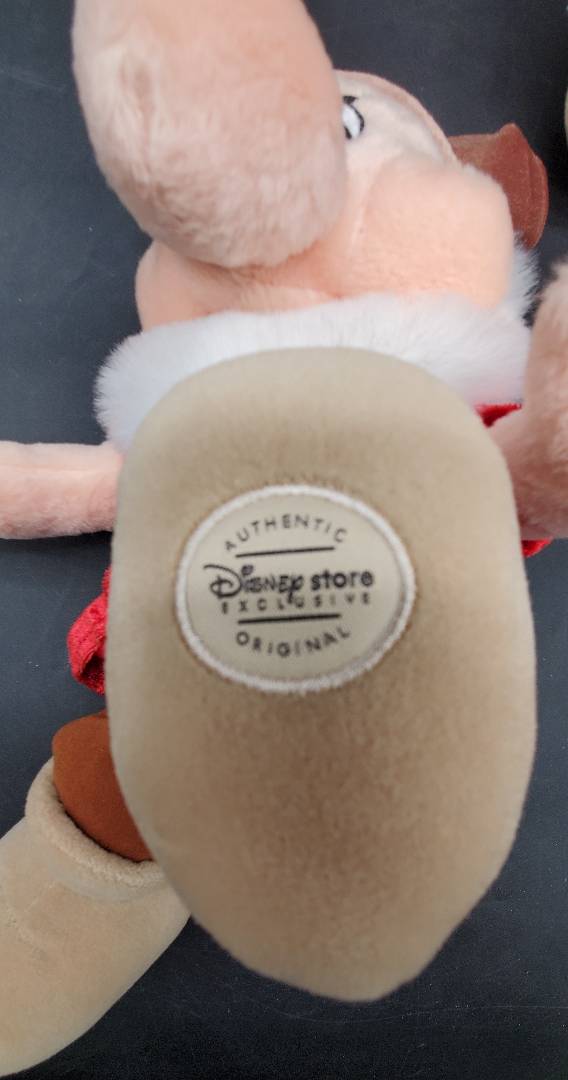 AUTHENTIC
Disney store
EXCLUSIVE
ORIGINAL